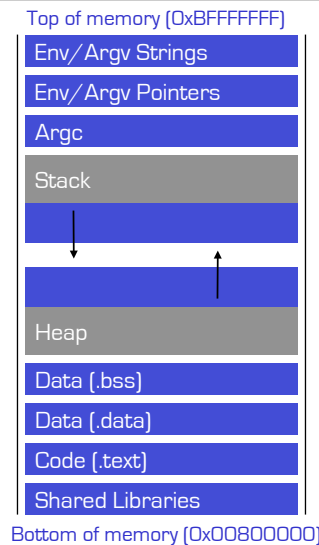 Top of memory (0xBFFFFFFF)
Env/Argv Strings
Env/Argv Pointers
Argc
Stack
Heap
Data (.bss)
Data (.data)
Code (.text)
Shared Libraries
Bottom of memory (0x00800000)